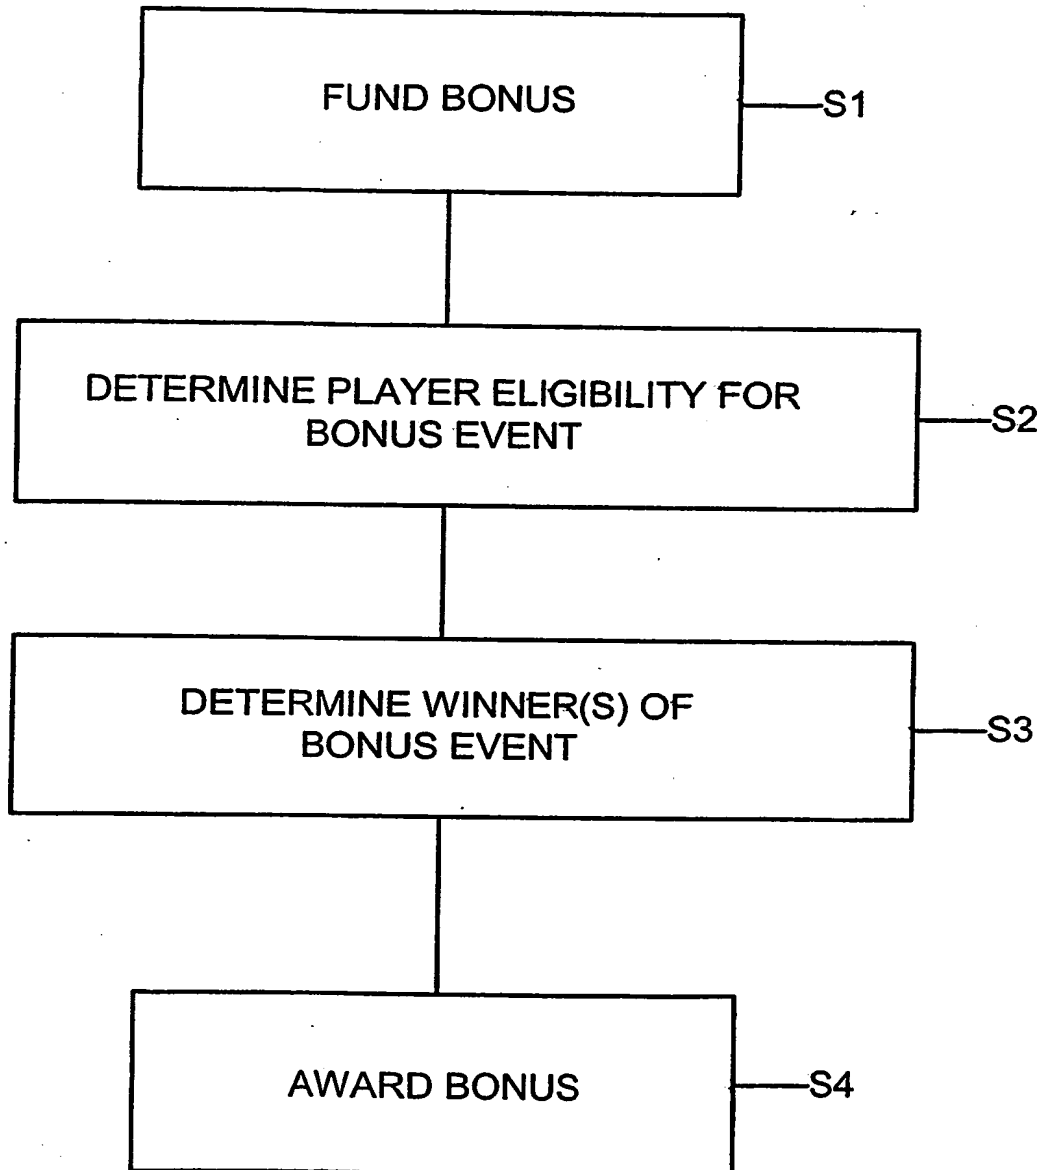 FUND BONUS
S1
DETERMINE PLAYER ELIGIBILITY FOR
BONUS EVENT
S2
DETERMINE WINNER(S) OF
BONUS EVENT
S3
AWARD BONUS
S4